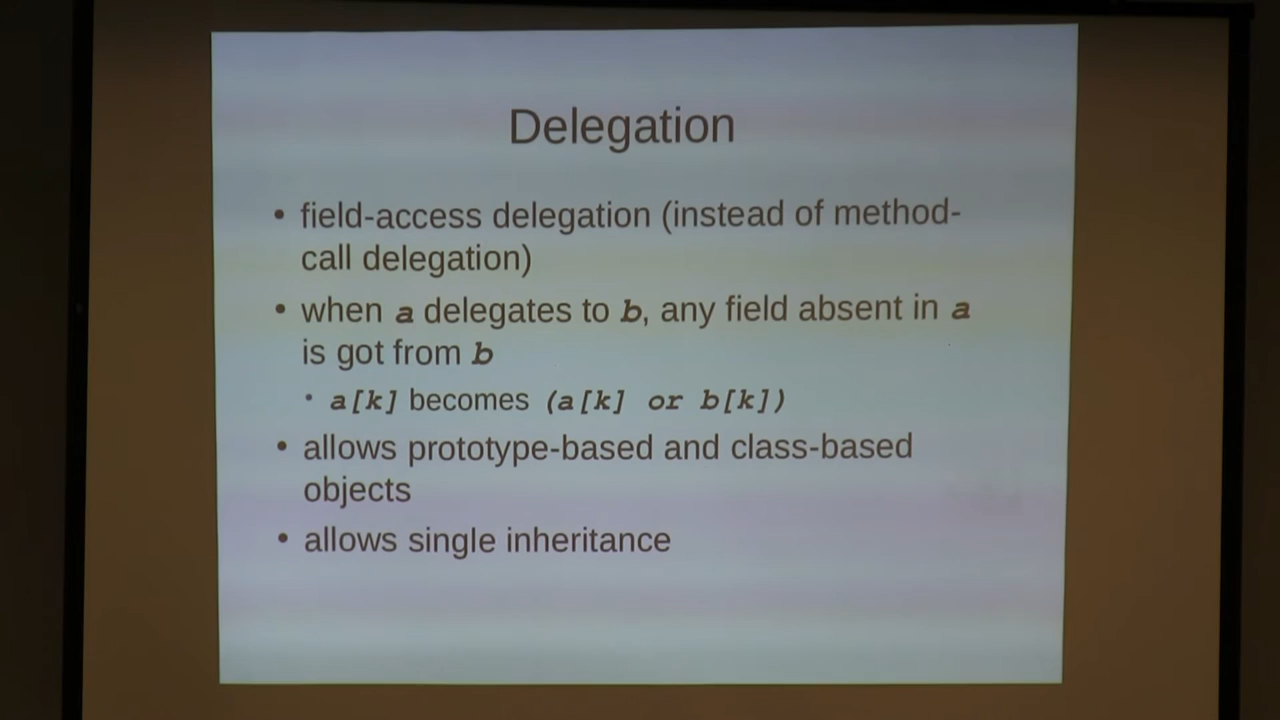 Delegation
• field-access delegation (instead of method-
call delegation)
• when a delegates to b, any field absent in a
is got from b
• a[k] becomes (a[k] or b[k])
• allows prototype-based and class-based
objects
• allows single inheritance